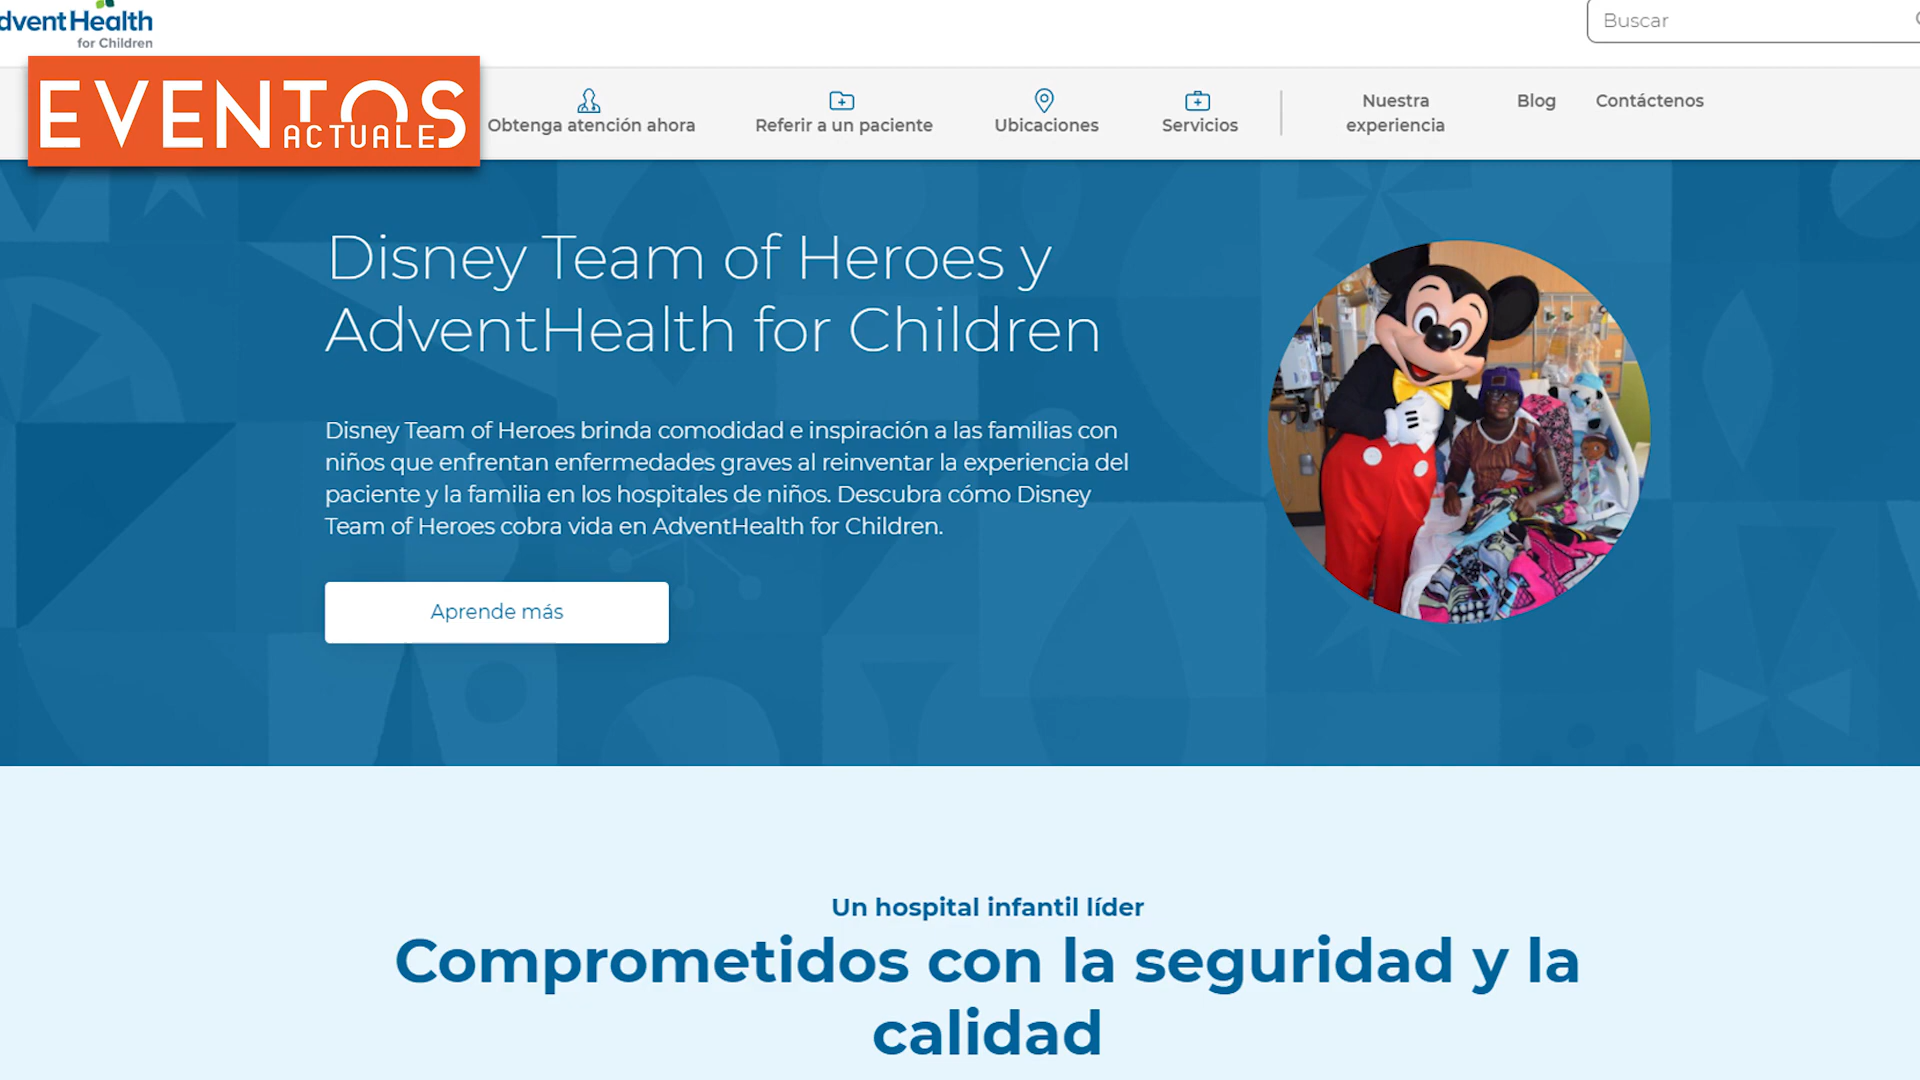 dventHealth
for Children
Buscar
EVENTOS
ACTUALES
Obtenga atención ahora
Referir a un paciente
Ubicaciones
Servicios
Nuestra
experiencia
Blog
Contáctenos
Disney Team of Heroes y
AdventHealth for Children
Disney Team of Heroes brinda comodidad e inspiración a las familias con
niños que enfrentan enfermedades graves al reinventar la experiencia del
paciente y la familia en los hospitales de niños. Descubra cómo Disney
Team of Heroes cobra vida en AdventHealth for Children.
Aprende más
Un hospital infantil líder
Comprometidos con la seguridad y la
calidad